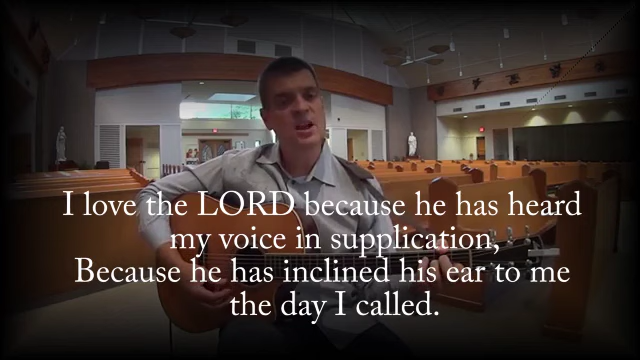 I love the LORD because he has heard
my voice in supplication,
Because he has inclined his ear to me
the day I called.